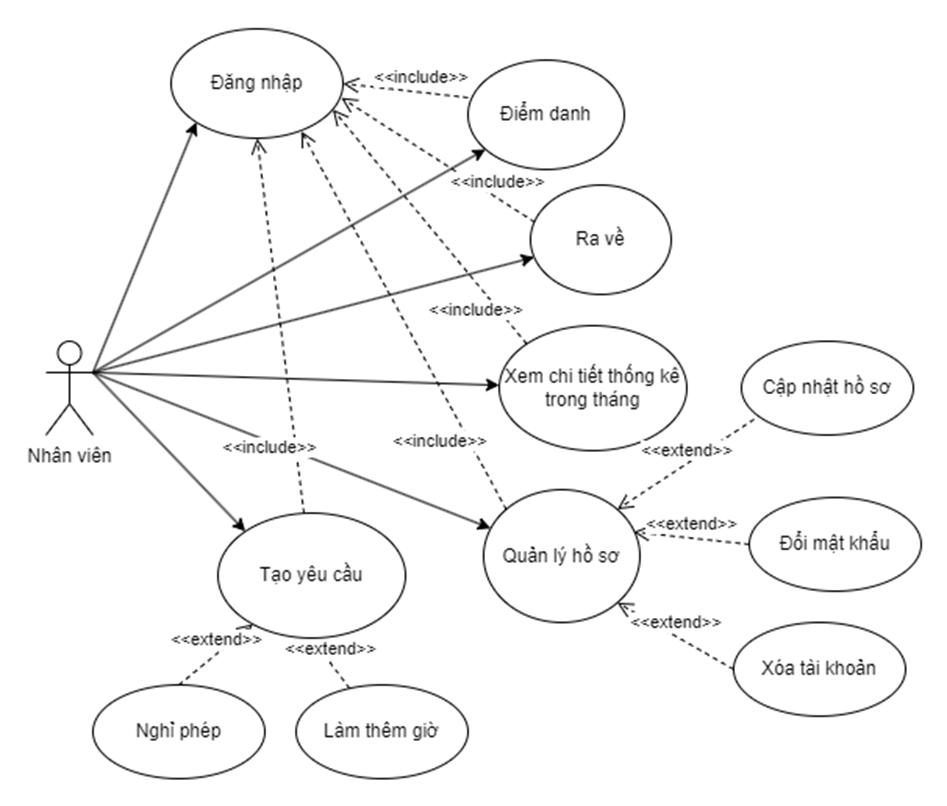 Đăng nhập
<<include>>
Điểm danh
<<include>>
Ra về
<<include>>
Xem chi tiết thống kê
trong tháng
Cập nhật hồ sơ
Nhân viên
<<include>>
<<include>>
<<extend>>
<<extend>>
Đổi mật khẩu
Quản lý hồ sơ
Tạo yêu cầu
<<extend>>
<<extend>>
<<extend>>
Xóa tài khoản
Nghỉ phép
Làm thêm giờ